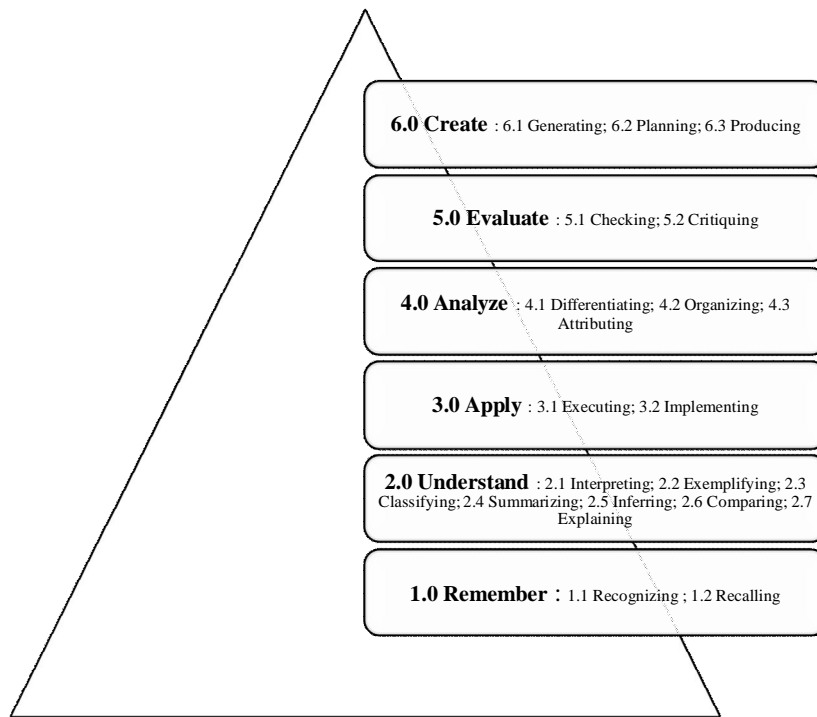 6.0 Create : 6.1 Generating; 6.2 Planning; 6.3 Producing
5.0 Evaluate : 5.1 Checking; 5.2 Critiquing
4.0 Analyze : 4.1 Differentiating; 4.2 Organizing; 4.3
Attributing
3.0 Apply : 3.1 Executing; 3.2 Implementing
2.0 Understand : 2.1 Interpreting; 2.2 Exemplifying; 2.3
Classifying; 2.4 Summarizing; 2.5 Inferring; 2.6 Comparing; 2.7
Explaining
1.0 Remember : 1.1 Recognizing ; 1.2 Recalling